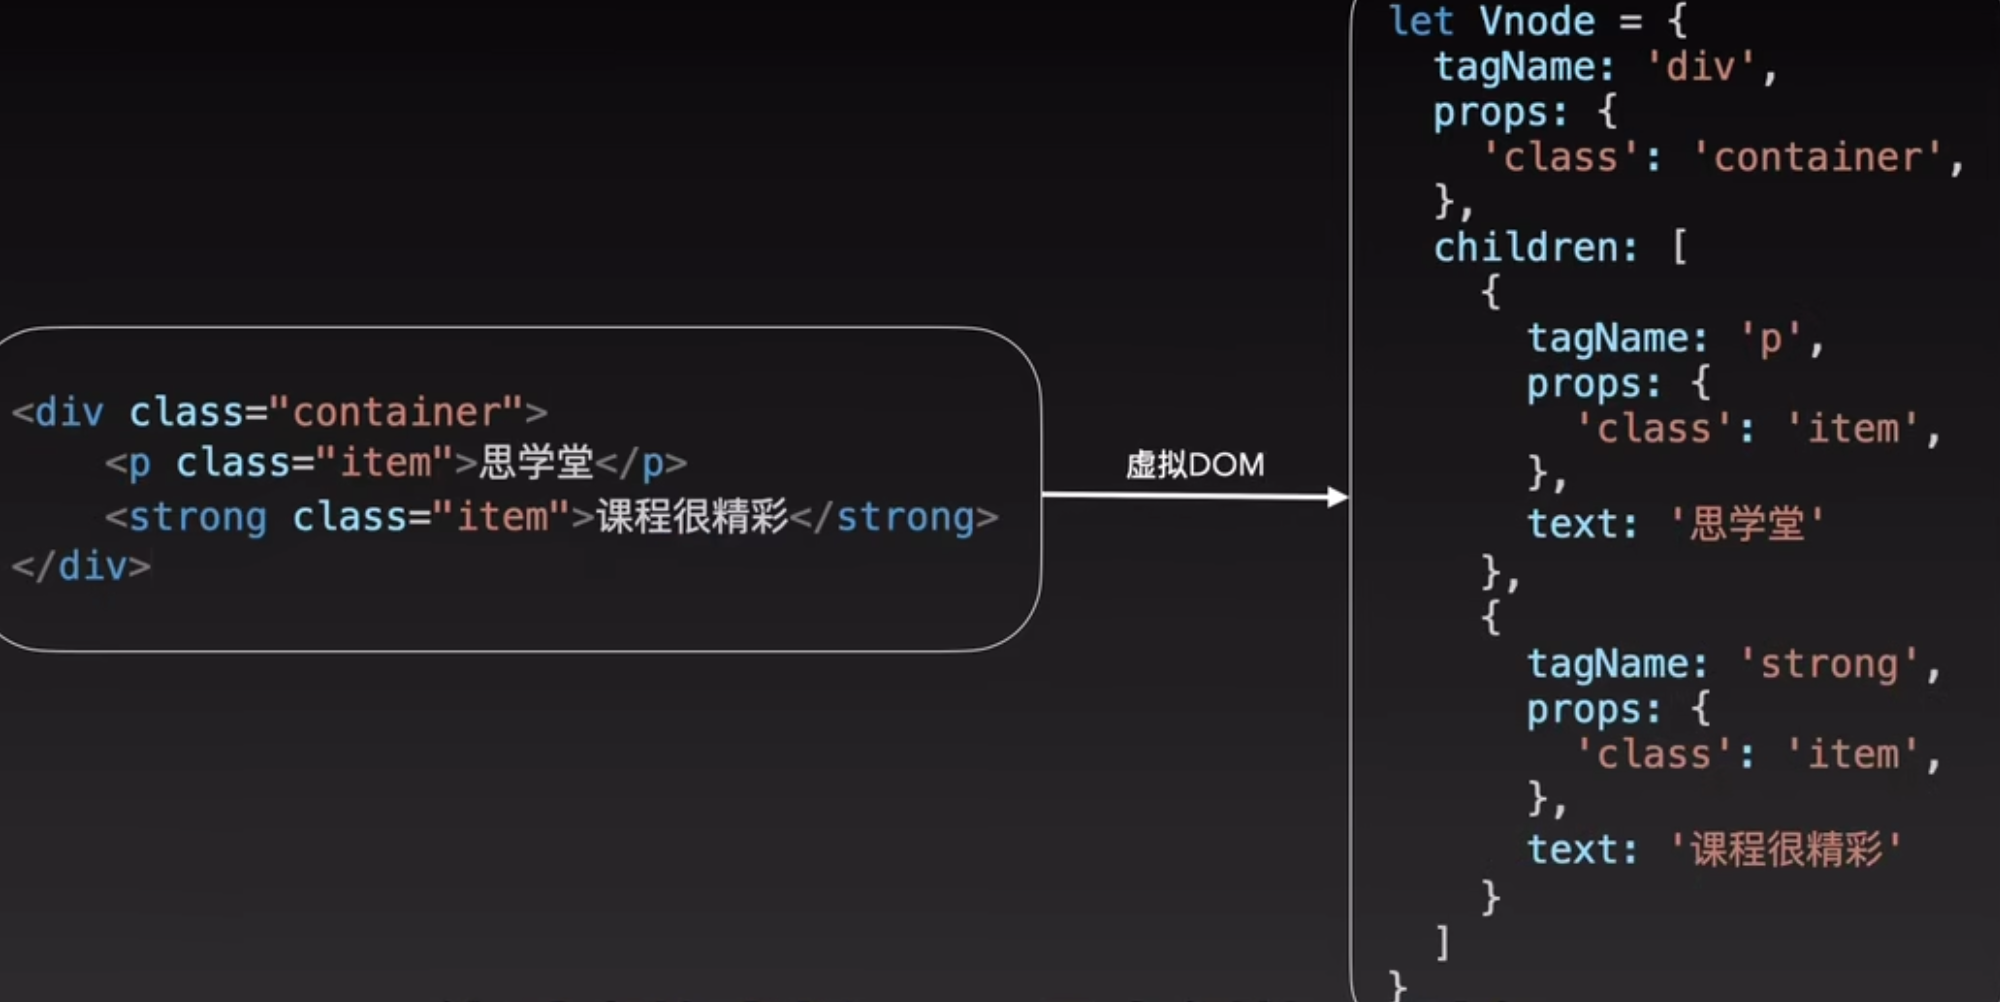 <div class="container">
<p class="item">思学堂</p>
<strong class="item">课程很精彩</strong>
</div>
虚拟DOM
let Vnode = {
tagName: 'div',
props: {
'class': 'container',
},
children: [
{
tagName: 'p',
props: {
'class': 'item',
},
text: '思学堂'
},
{
tagName: 'strong',
props: {
'class': 'item',
},
text: '课程很精彩'
}
]
}